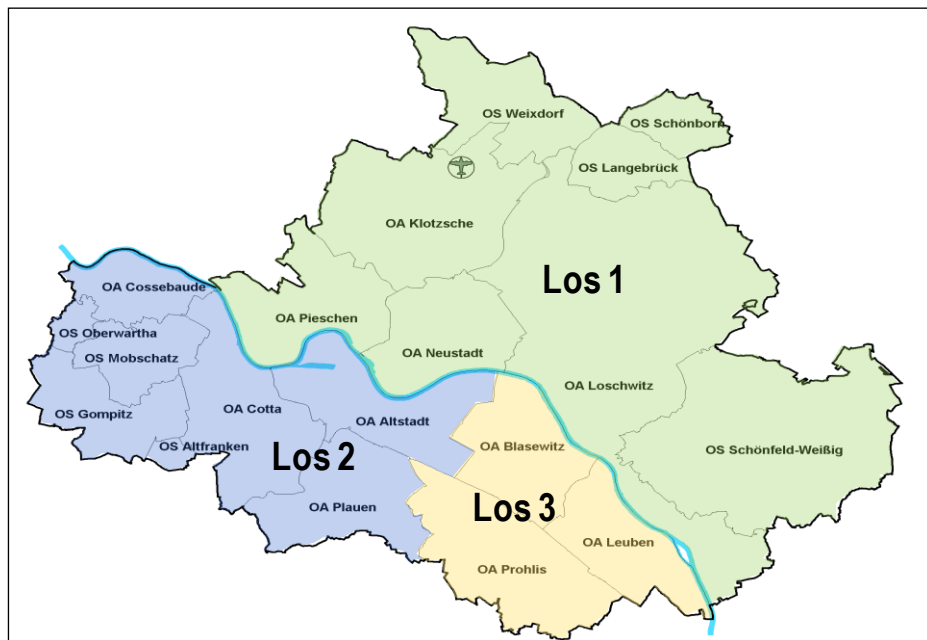 OS Weixdorf
OS Schönborn
OS Langebrück
OA Klotzsche
Los 1
OA Cossebaude
OA Pieschen
OS Oberwartha
OS Mobschatz
OA Neustadt
OA Loschwitz
OS Gompitz
OA Cotta
OA Altstadt
OS Altfranken
OA Blasewitz
OS Schönfeld-Weißig
Los 2
OA Plauen
Los 3
OA Leuben
OA Prohlis